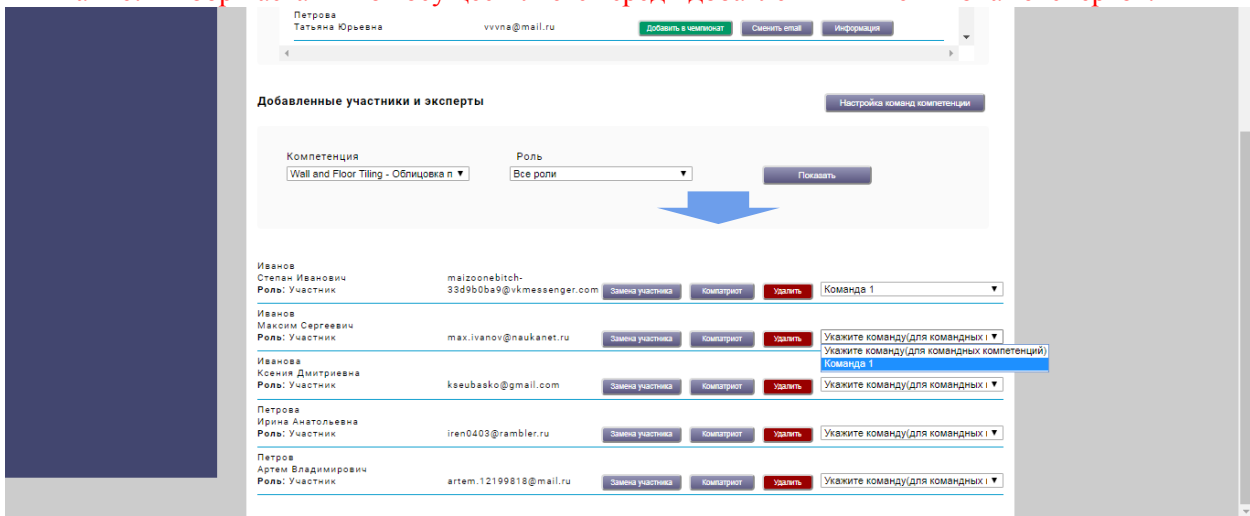 Петрова
Татьяна Юрьевна vvvna@mail.ru Добавить в чемпионат Сменить email Информация
Добавленные участники и эксперты Настройка команд компетенции
Компетенция Роль
Wall and Floor Tiling - Облицовка п Все роли Показать
Иванов
Степан Иванович maizoonebitch-
Роль: Участник 33d9b0ba9@vkmessenger.com Замена участника Компатриот Удалить Команда 1
Иванов
Максим Сергеевич
Роль: Участник max.ivanov@naukanet.ru Замена участника Компатриот Удалить Укажите команду(для командных
Укажите команду(для командных компетенций)
Иванова Команда 1
Ксения Дмитриевна
Роль: Участник kseubasko@gmail.com Замена участника Компатриот Удалить Укажите команду(для командных
Петрова
Ирина Анатольевна
Роль: Участник iren0403@rambler.ru Замена участника Компатриот Удалить Укажите команду(для командных
Петров
Артем Владимирович
Роль: Участник artem.12199818@mail.ru Замена участника Компатриот Удалить Укажите команду(для командных